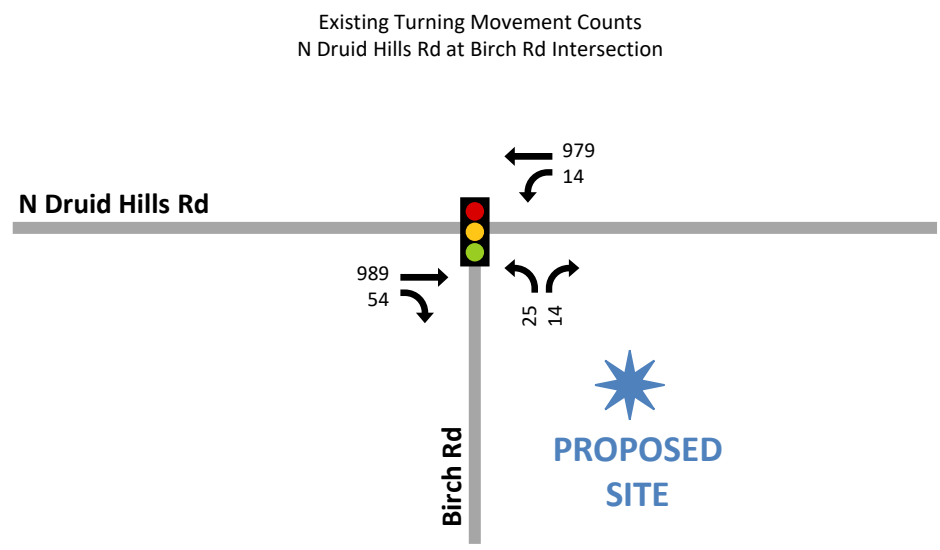 Existing Turning Movement Counts
N Druid Hills Rd at Birch Rd Intersection
979
14
N Druid Hills Rd
989
54
25
14
Birch Rd
PROPOSED
SITE